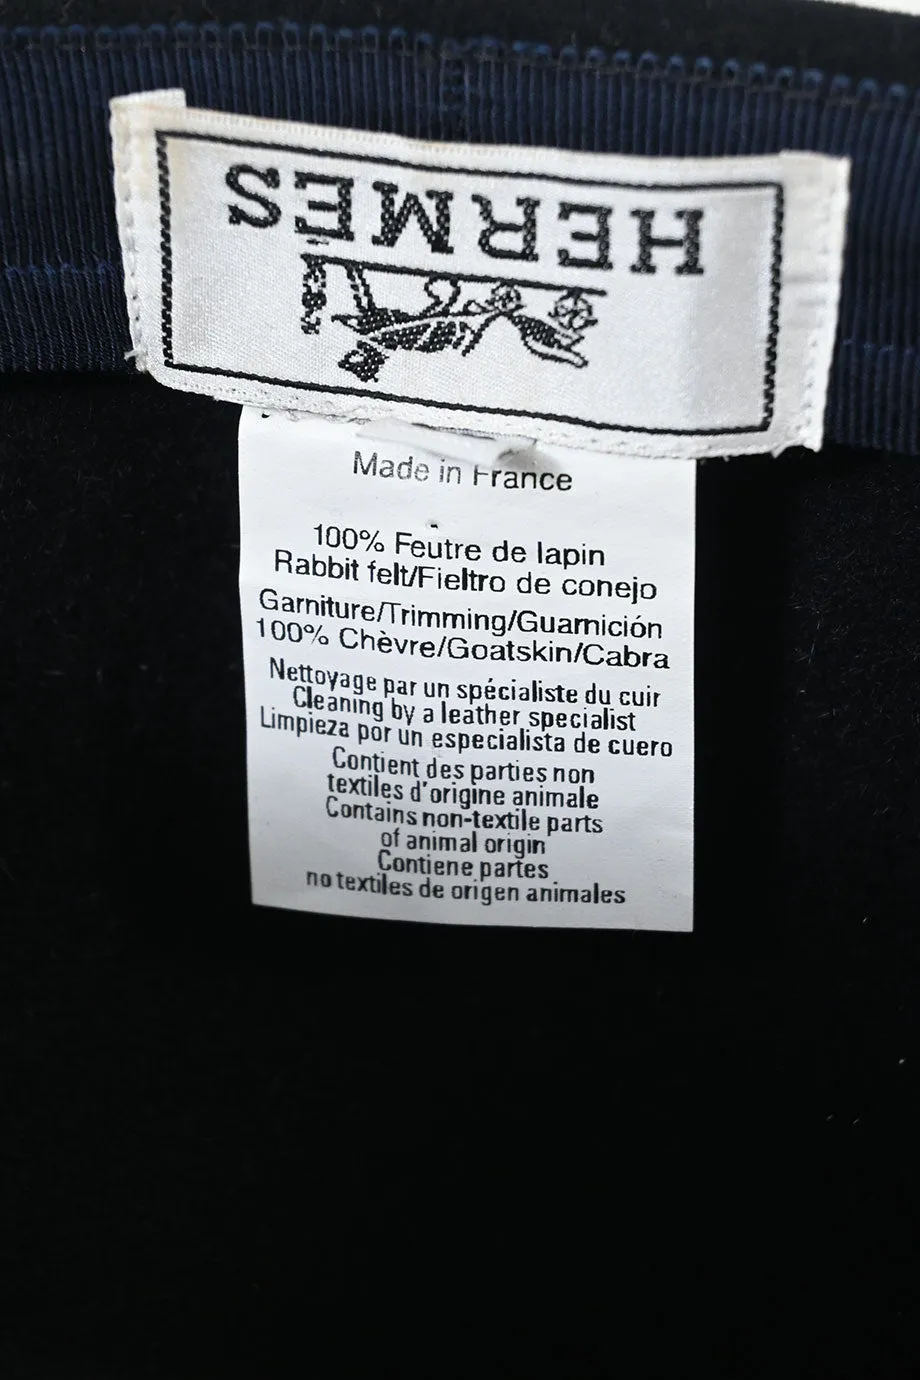 HERMÈS
Made in France
100% Feutre de lapin
Rabbit felt/Fieltro de conejo
Garniture/Trimming/Guarnición
100% Chèvre/Goatskin/Cabra
Nettoyage par un spécialiste du cuir
Cleaning by a leather specialist
Limpieza por un especialista de cuero
Contient des parties non
textiles d'origine animale
Contains non-textile parts
of animal origin
Contiene partes
no textiles de origen animales